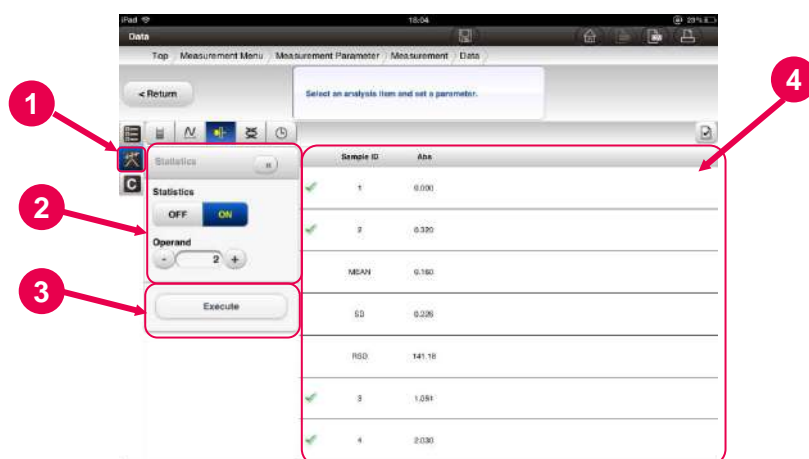 iPad 18:04 23%
Data
Top Measurement Menu Measurement Parameter Measurement Data
< Return
Select an analysis item and set a parameter.
1
4
Statistics
Sample ID Abs
C
Statistics
1 0.000
OFF ON
2
2 0.320
Operand
- 2 +
MEAN 0.160
3
Execute
SD 0.226
RSD 141.18
3
4 2.030